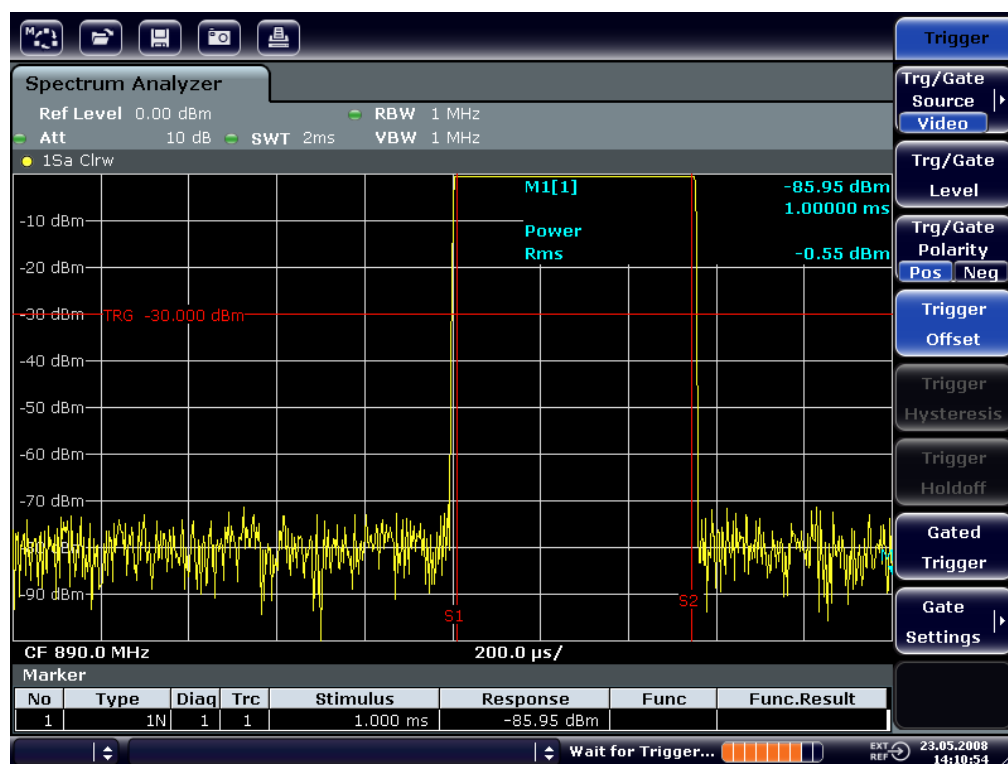 Trigger
Spectrum Analyzer
Ref Level 0.00 dBm RBW 1 MHz
Att 10 dB SWT 2ms VBW 1 MHz
1Sa Clrw
M1[1] -85.95 dBm
1.00000 ms
Power
Rms -0.55 dBm
-10 dBm
-20 dBm
-30 dBm TRG -30.000 dBm
-40 dBm
-50 dBm
-60 dBm
-70 dBm
-80 dBm
-90 dBm
S1
S2
CF 890.0 MHz 200.0 µs/
Marker
No Type Diaq Trc Stimulus Response Func Func.Result
1 1N 1 1 1.000 ms -85.95 dBm
Wait for Trigger... EXT REF 23.05.2008
14:10:54
Trg/Gate
Source
Video
Trg/Gate
Level
Trg/Gate
Polarity
Pos Neg
Trigger
Offset
Trigger
Hysteresis
Trigger
Holdoff
Gated
Trigger
Gate
Settings